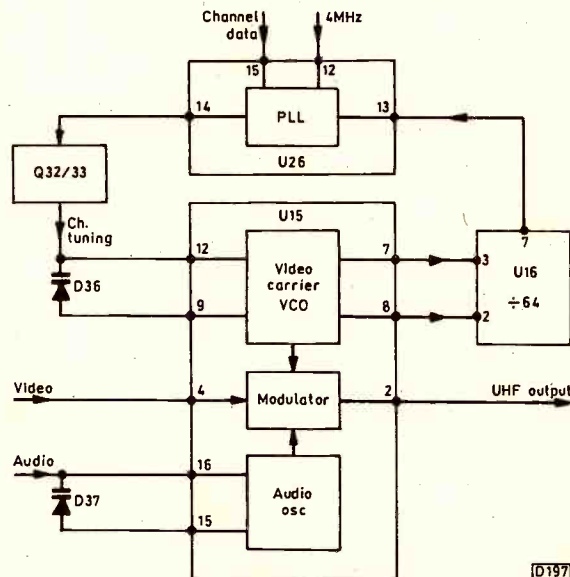 Channel
data
4MHz
15
12
14
PLL
13
U26
Q32/33
Ch.
tuning
U15
7
12
Video
carrier
VCO
7
3
U16
÷64
D36
9
8
2
Video
4
Modulator
2
UHF output
Audio
16
D37
Audio
osc
15
D197